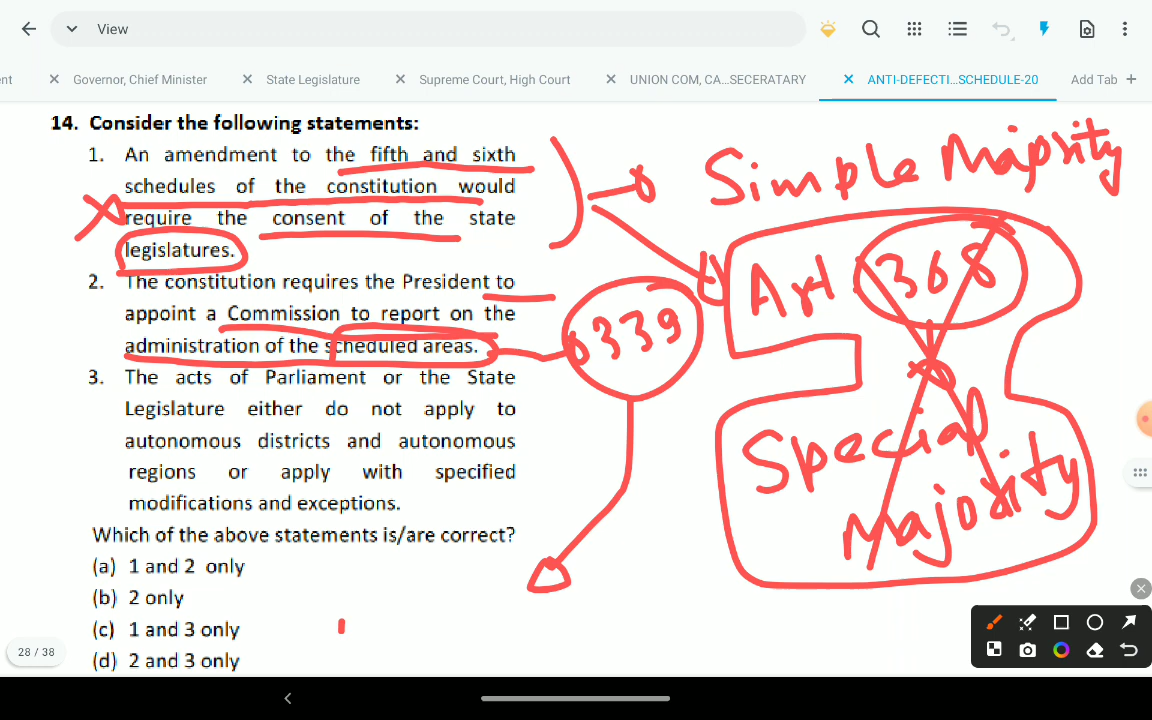 View
nt
Governor, Chief Minister
State Legislature
Supreme Court, High Court
UNION COM, CA...SECERATARY
ANTI-DEFECTI...SCHEDULE-20
Add Tab +
14. Consider the following statements:
1. An amendment to the fifth and sixth
schedules of the constitution would
require the consent of the state
legislatures.
2. The constitution requires the President to
appoint a Commission to report on the
administration of the scheduled areas.
3. The acts of Parliament or the State
Legislature either do not apply to
autonomous districts and autonomous
regions or apply with specified
modifications and exceptions.
Which of the above statements is/are correct?
(a) 1 and 2 only
(b) 2 only
(c) 1 and 3 only
(d) 2 and 3 only
Simple Majority
Art 368
339
Special
Majority
28 / 38